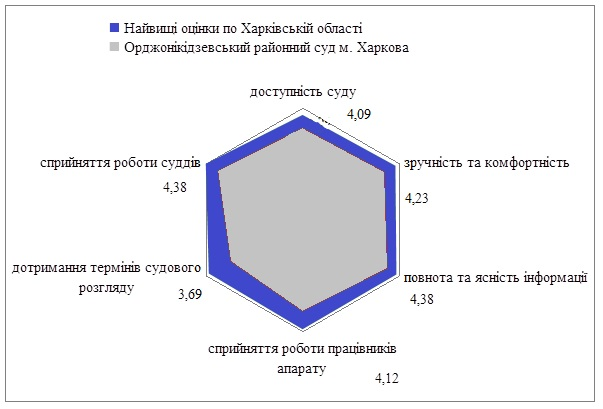 Найвищі оцінки по Харківській області
Орджонікідзевський районний суд м. Харкова
доступність суду
4,09
сприйняття роботи суддів
4,38
зручність та комфортність
4,23
дотримання термінів судового
розгляду
3,69
повнота та ясність інформації
4,38
сприйняття роботи працівників
апарату
4,12